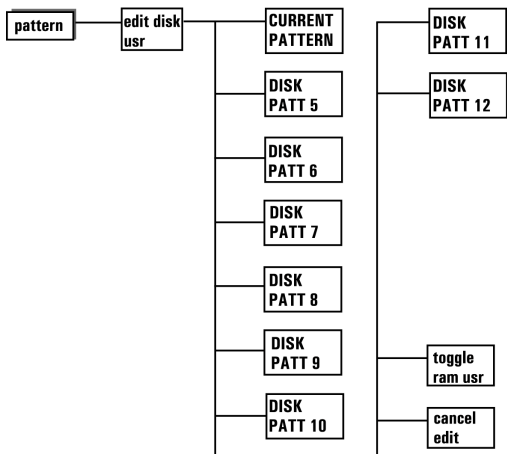 pattern
edit disk
usr
CURRENT
PATTERN
DISK
PATT 5
DISK
PATT 6
DISK
PATT 7
DISK
PATT 8
DISK
PATT 9
DISK
PATT 10
DISK
PATT 11
DISK
PATT 12
toggle
ram usr
cancel
edit